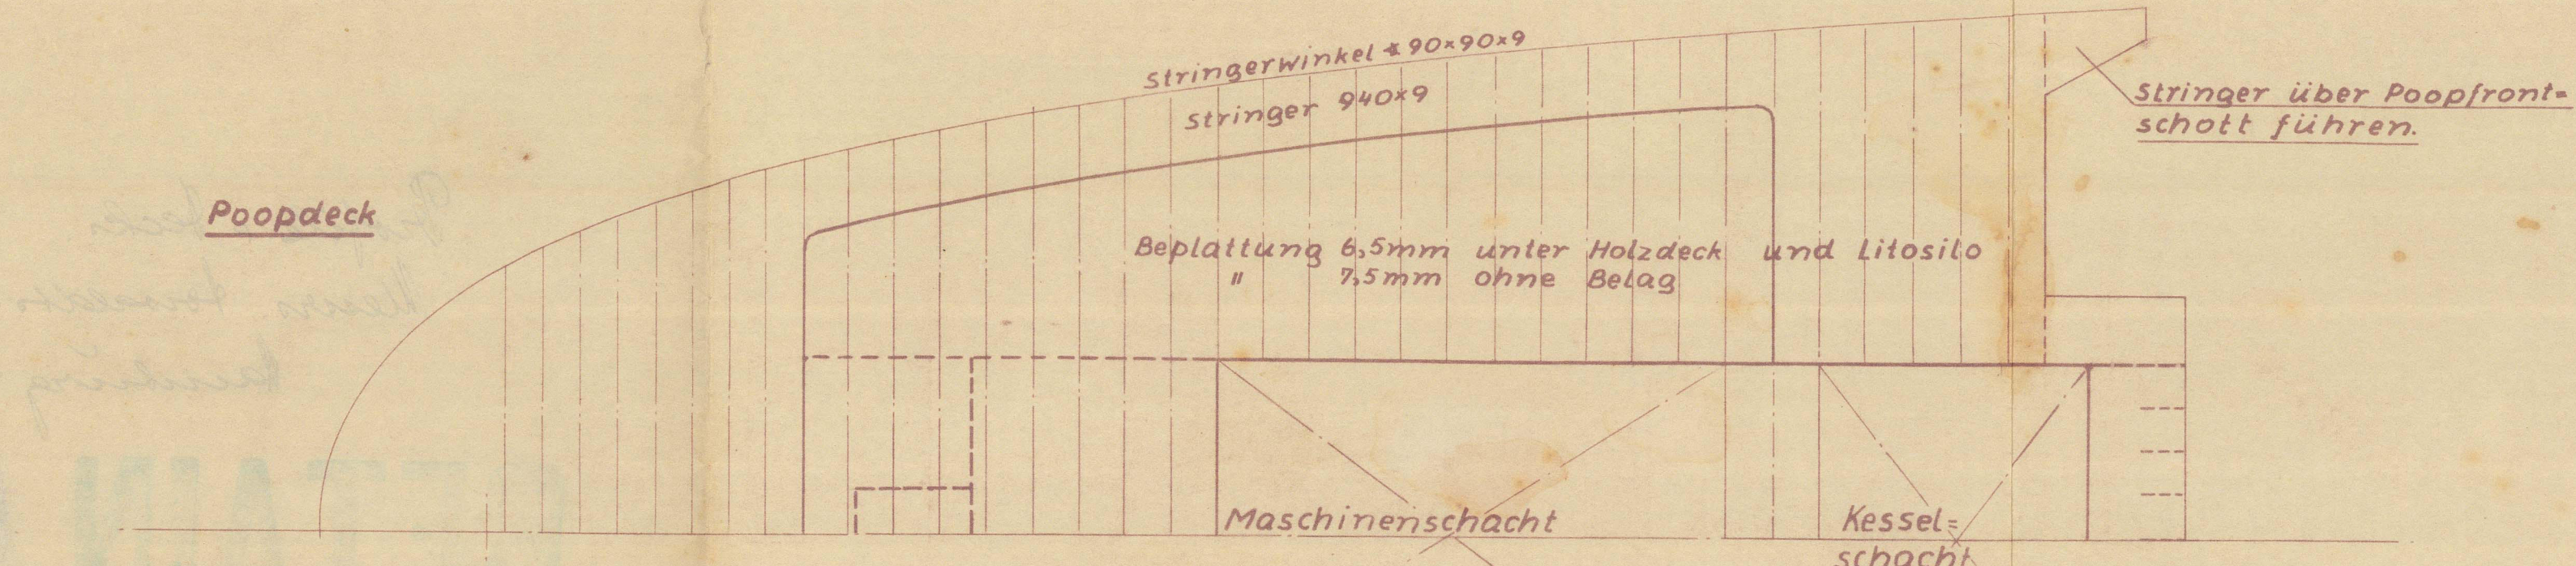 Stringerwinkel ∗ 90×90×9
Stringer 940×9
Stringer über Poopfront=
schott führen.
Poopdeck
Beplattung 6,5mm unter Holzdeck und Litosilo
" 7,5mm ohne Belag
Maschinenschacht
Kessel=
schacht